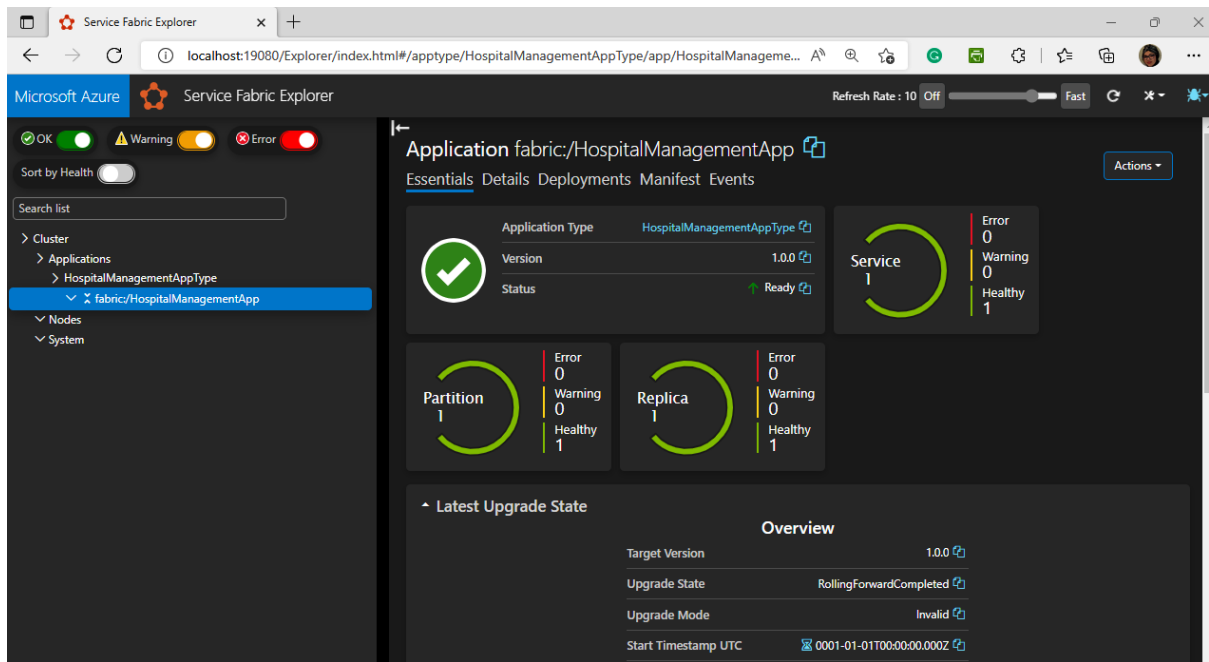 Service Fabric Explorer
localhost:19080/Explorer/index.html#/apptype/HospitalManagementAppType/app/HospitalManageme...
Microsoft Azure Service Fabric Explorer Refresh Rate : 10 Off Fast
OK Warning Error
Sort by Health
Search list
Cluster
Applications
HospitalManagementAppType
fabric:/HospitalManagementApp
Nodes
System
Application fabric:/HospitalManagementApp
Actions
Essentials Details Deployments Manifest Events
Application Type HospitalManagementAppType
Version 1.0.0
Status Ready
Service
1
Error
0
Warning
0
Healthy
1
Partition
1
Error
0
Warning
0
Healthy
1
Replica
1
Error
0
Warning
0
Healthy
1
Latest Upgrade State
Overview
Target Version 1.0.0
Upgrade State RollingForwardCompleted
Upgrade Mode Invalid
Start Timestamp UTC 0001-01-01T00:00:00.000Z